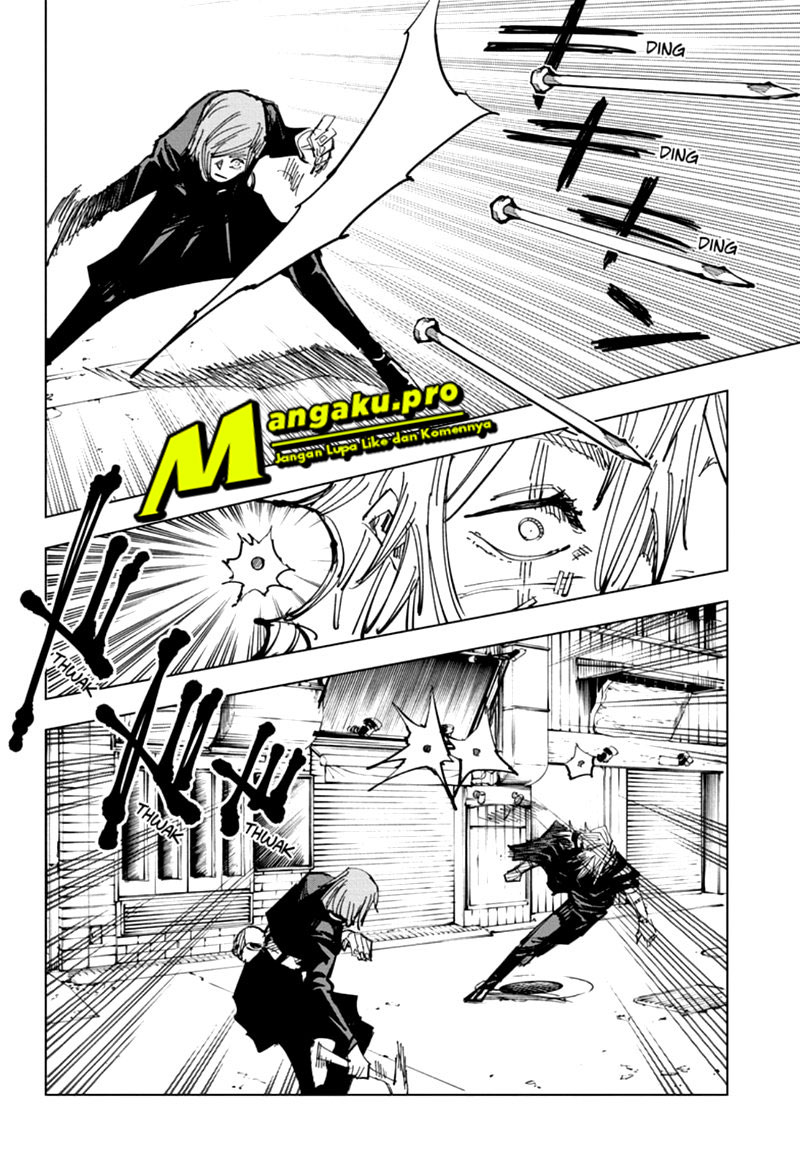 DING
DING
DING
Mangaku.pro
Jangan Lupa Like dan Komennya
THWAK
THWAK
THWAK